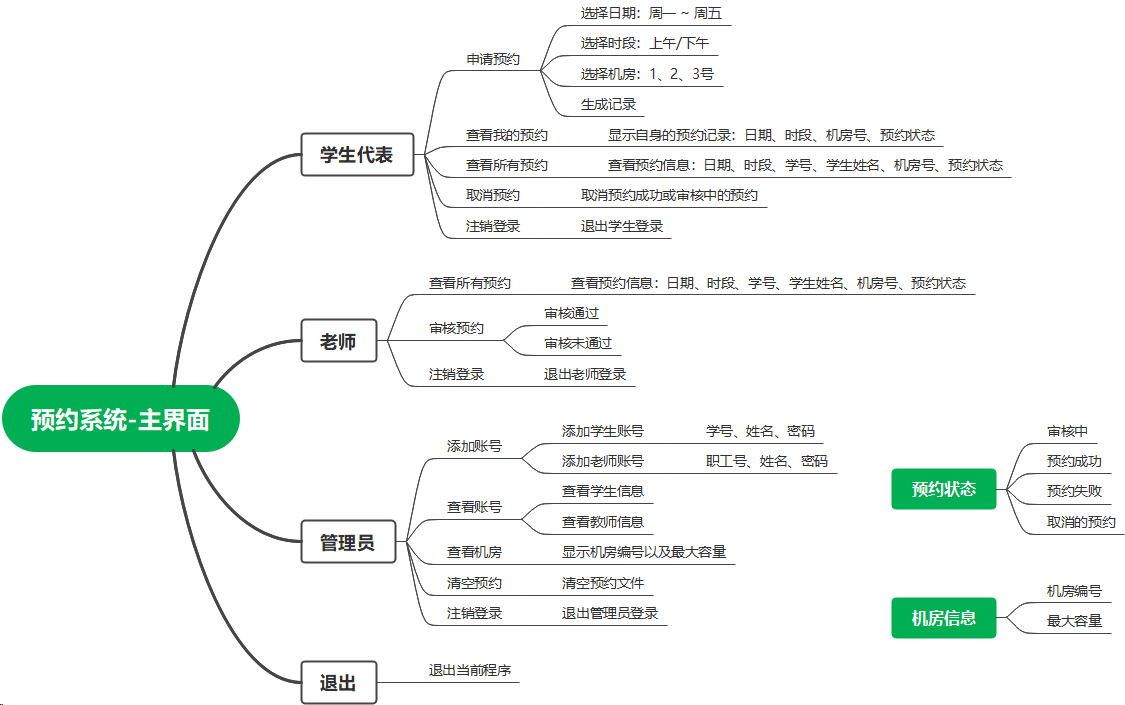 预约系统-主界面
学生代表
申请预约
选择日期：周一 ~ 周五
选择时段：上午/下午
选择机房：1、2、3号
生成记录
查看我的预约
显示自身的预约记录：日期、时段、机房号、预约状态
查看所有预约
查看预约信息：日期、时段、学号、学生姓名、机房号、预约状态
取消预约
取消预约成功或审核中的预约
注销登录
退出学生登录
老师
查看所有预约
查看预约信息：日期、时段、学号、学生姓名、机房号、预约状态
审核预约
审核通过
审核未通过
注销登录
退出老师登录
管理员
添加账号
添加学生账号
学号、姓名、密码
添加老师账号
职工号、姓名、密码
查看账号
查看学生信息
查看教师信息
查看机房
显示机房编号以及最大容量
清空预约
清空预约文件
注销登录
退出管理员登录
退出
退出当前程序
预约状态
审核中
预约成功
预约失败
取消的预约
机房信息
机房编号
最大容量